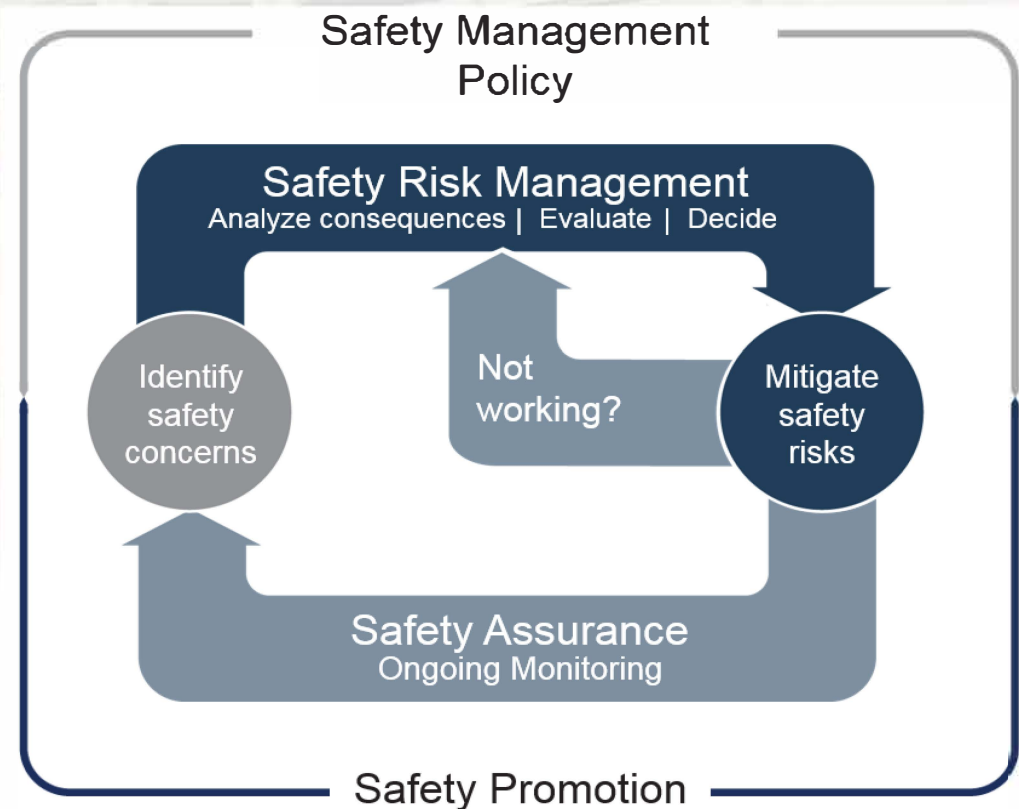 Safety Management
Policy
Safety Risk Management
Analyze consequences | Evaluate | Decide
Identify
safety
concerns
Not
working?
Mitigate
safety
risks
Safety Assurance
Ongoing Monitoring
Safety Promotion